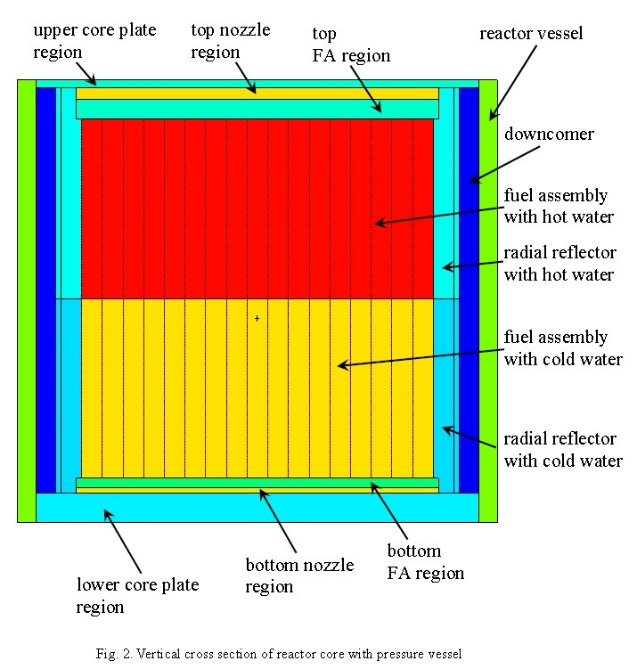 upper core plate
region
top nozzle
region
top
FA region
reactor vessel
downcomer
fuel assembly
with hot water
radial reflector
with hot water
fuel assembly
with cold water
radial reflector
with cold water
bottom
FA region
bottom nozzle
region
lower core plate
region
Fig. 2. Vertical cross section of reactor core with pressure vessel